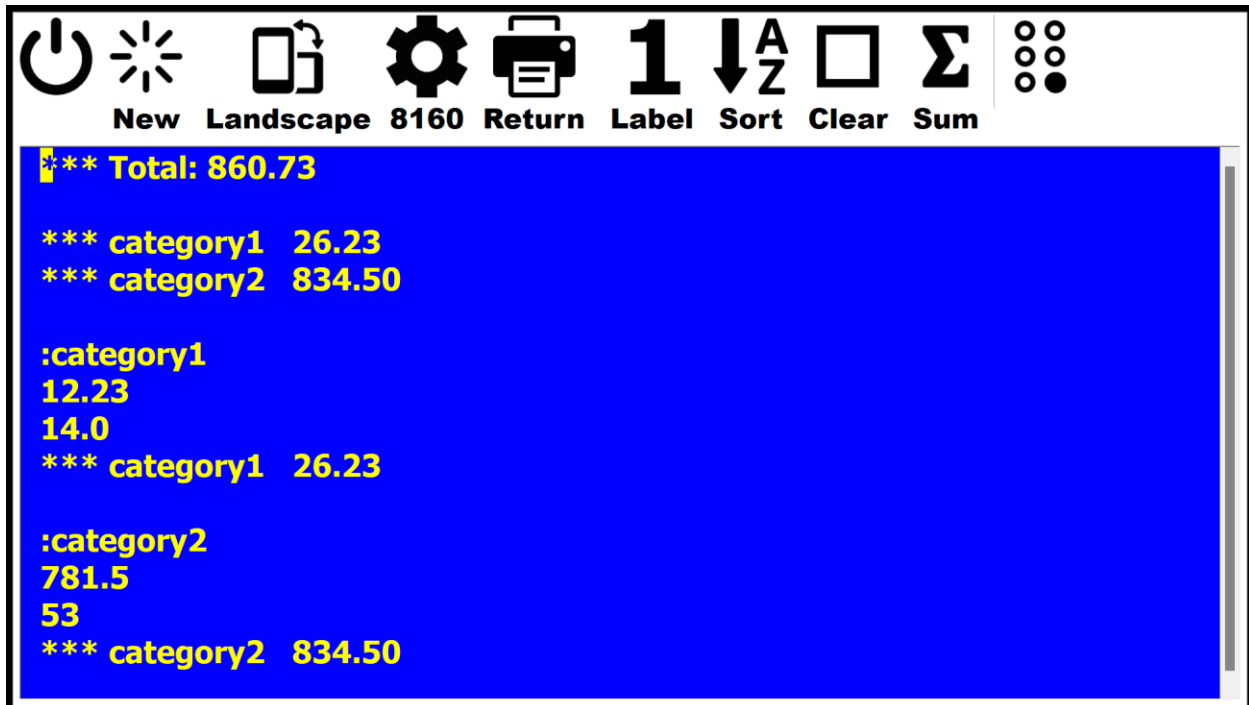 1 A
Z
New Landscape 8160 Return Label Sort Clear Sum
*** Total: 860.73
*** category1 26.23
*** category2 834.50
:category1
12.23
14.0
*** category1 26.23
:category2
781.5
53
*** category2 834.50